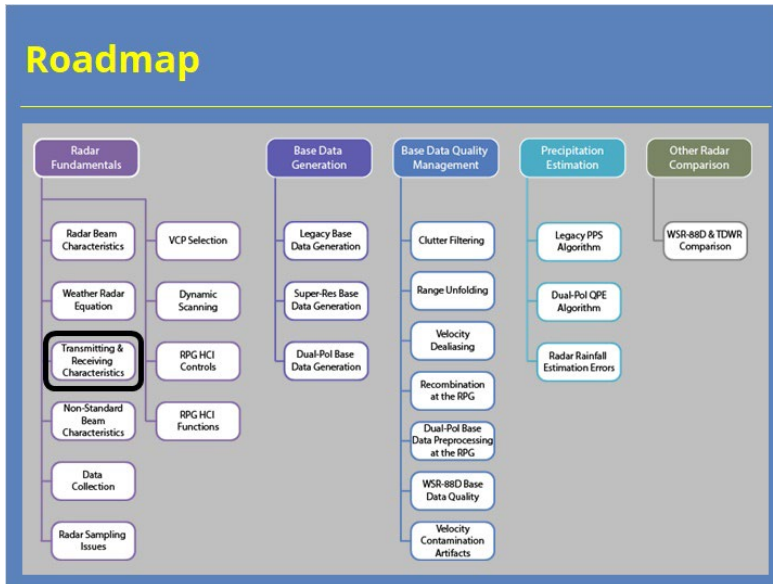 Roadmap
Radar
Fundamentals
Radar Beam
Characteristics
Weather Radar
Equation
Transmitting &
Receiving
Characteristics
Non-Standard
Beam
Characteristics
Data
Collection
Radar Sampling
Issues
VCP Selection
Dynamic
Scanning
RPG HCI
Controls
RPG HCI
Functions
Base Data
Generation
Legacy Base
Data Generation
Super-Res Base
Data Generation
Dual-Pol Base
Data Generation
Base Data Quality
Management
Clutter Filtering
Range Unfolding
Velocity
Dealiasing
Recombination
at the RPG
Dual-Pol Base
Data Preprocessing
at the RPG
WSR-88D Base
Data Quality
Velocity
Contamination
Artifacts
Precipitation
Estimation
Legacy PPS
Algorithm
Dual-Pol QPE
Algorithm
Radar Rainfall
Estimation Errors
Other Radar
Comparison
WSR-88D & TDWR
Comparison